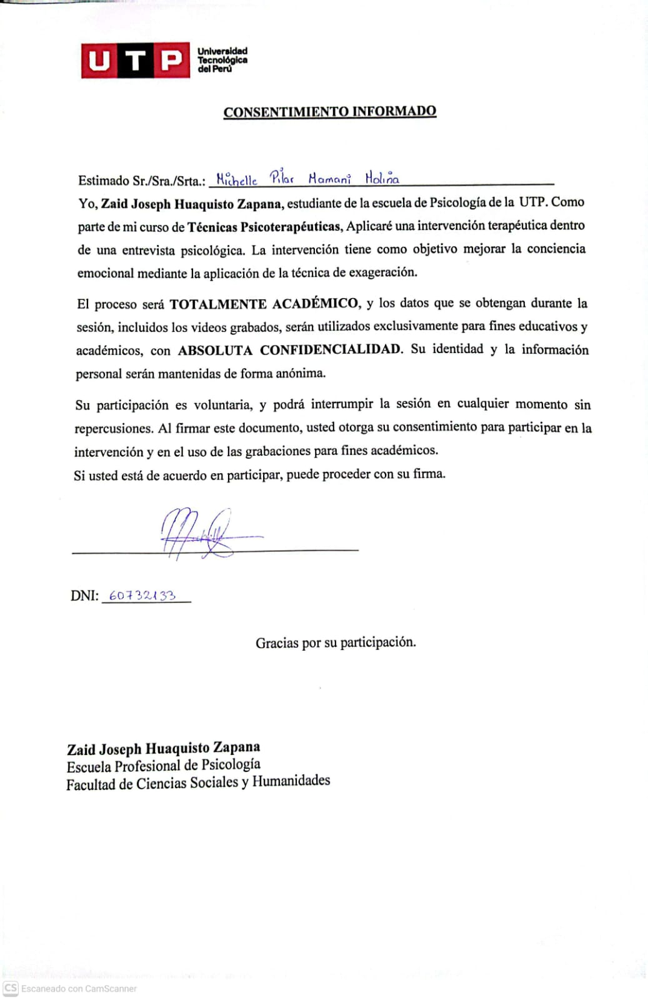 UTP Universidad
Tecnológica
del Perú
CONSENTIMIENTO INFORMADO
Estimado Sr./Sra./Srta.: Michelle Pilar Mamani Molina
Yo, Zaid Joseph Huaquisto Zapana, estudiante de la escuela de Psicología de la UTP. Como
parte de mi curso de Técnicas Psicoterapéuticas, Aplicaré una intervención terapéutica dentro
de una entrevista psicológica. La intervención tiene como objetivo mejorar la conciencia
emocional mediante la aplicación de la técnica de exageración.
El proceso será TOTALMENTE ACADÉMICO, y los datos que se obtengan durante la
sesión, incluidos los videos grabados, serán utilizados exclusivamente para fines educativos y
académicos, con ABSOLUTA CONFIDENCIALIDAD. Su identidad y la información
personal serán mantenidas de forma anónima.
Su participación es voluntaria, y podrá interrumpir la sesión en cualquier momento sin
repercusiones. Al firmar este documento, usted otorga su consentimiento para participar en la
intervención y en el uso de las grabaciones para fines académicos.
Si usted está de acuerdo en participar, puede proceder con su firma.
DNI: 60732133
Gracias por su participación.
Zaid Joseph Huaquisto Zapana
Escuela Profesional de Psicología
Facultad de Ciencias Sociales y Humanidades
CS Escaneado con CamScanner